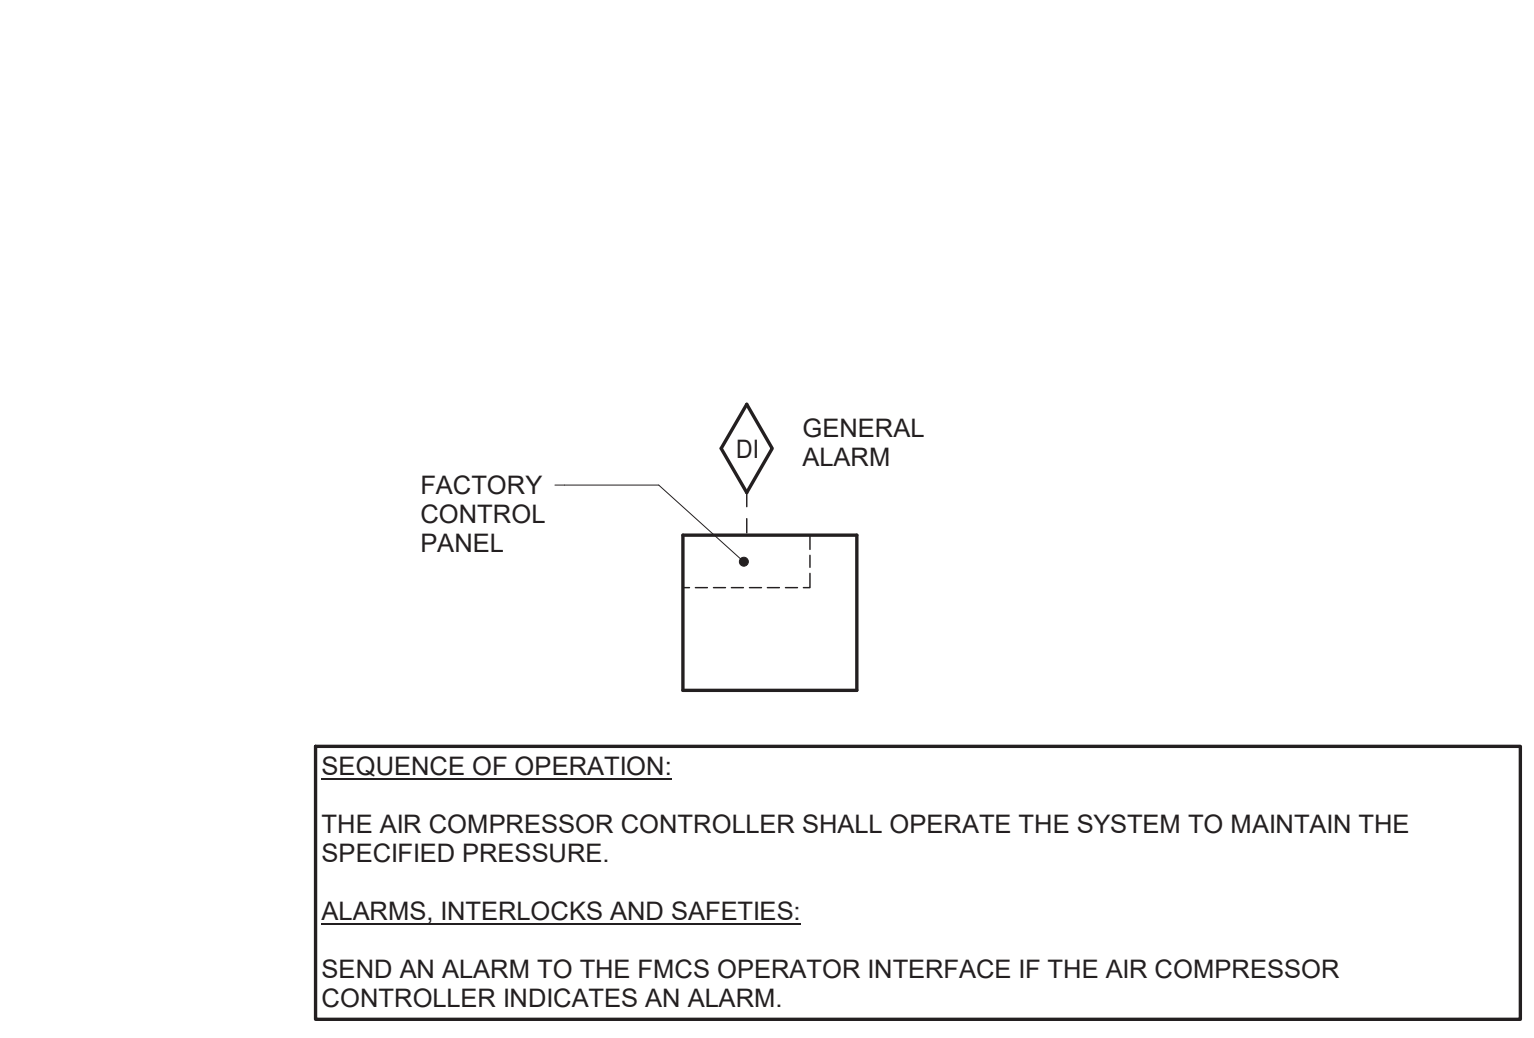 DI
GENERAL
ALARM
FACTORY
CONTROL
PANEL
SEQUENCE OF OPERATION:
THE AIR COMPRESSOR CONTROLLER SHALL OPERATE THE SYSTEM TO MAINTAIN THE
SPECIFIED PRESSURE.
ALARMS, INTERLOCKS AND SAFETIES:
SEND AN ALARM TO THE FMCS OPERATOR INTERFACE IF THE AIR COMPRESSOR
CONTROLLER INDICATES AN ALARM.